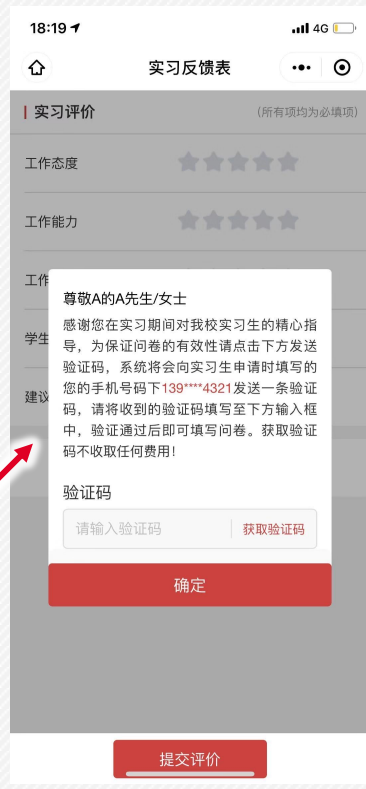 18:19
4G
实习反馈表
实习评价
(所有项均为必填项)
工作态度
工作能力
工作
学生
建议
尊敬A的A先生/女士
感谢您在实习期间对我校实习生的精心指
导，为保证问卷的有效性请点击下方发送
验证码，系统将会向实习生申请时填写的
您的手机号码下139****4321发送一条验证
码，请将收到的验证码填写至下方输入框
中，验证通过后即可填写问卷。获取验证
码不收取任何费用！
验证码
请输入验证码
获取验证码
确定
提交评价